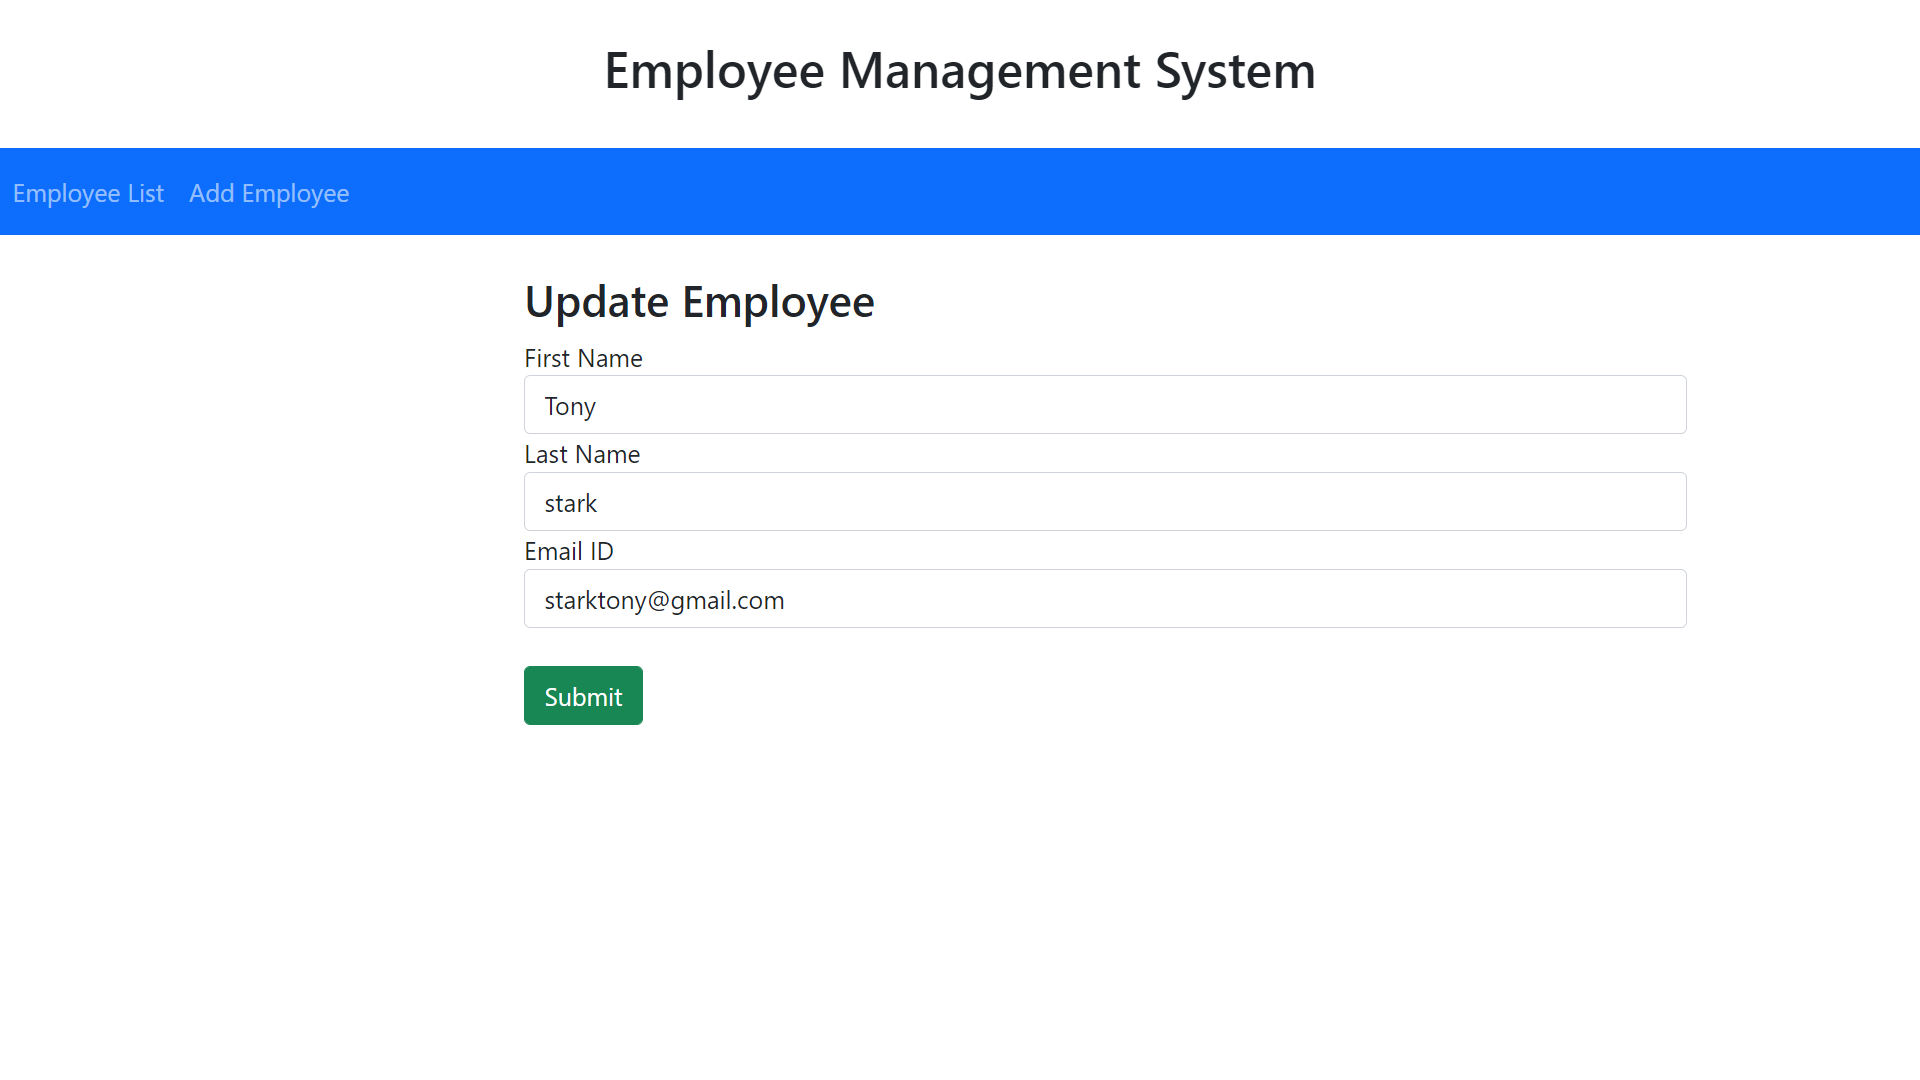 Employee Management System
Employee List Add Employee
Update Employee
First Name
Tony
Last Name
stark
Email ID
starktony@gmail.com
Submit